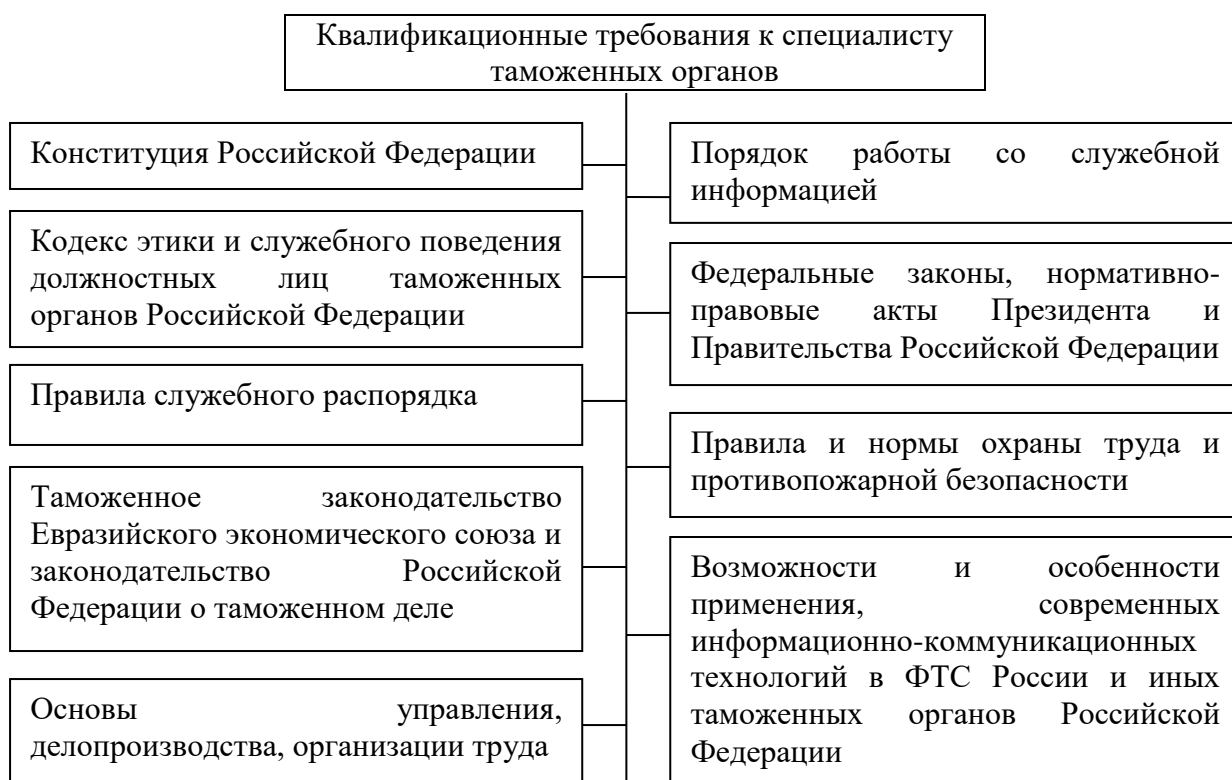 Квалификационные требования к специалисту
таможенных органов
Конституция Российской Федерации
Кодекс этики и служебного поведения
должностных лиц таможенных
органов Российской Федерации
Правила служебного распорядка
Таможенное законодательство
Евразийского экономического союза и
законодательство Российской
Федерации о таможенном деле
Основы управления,
делопроизводства, организации труда
Порядок работы со служебной
информацией
Федеральные законы, нормативно-
правовые акты Президента и
Правительства Российской Федерации
Правила и нормы охраны труда и
противопожарной безопасности
Возможности и особенности
применения, современных
информационно-коммуникационных
технологий в ФТС России и иных
таможенных органов Российской
Федерации